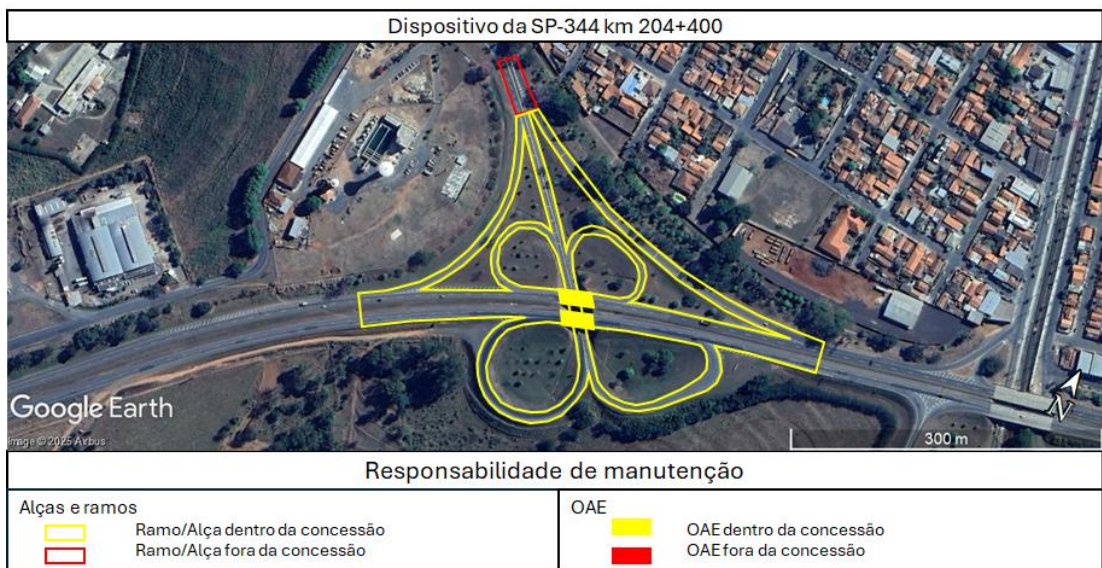 Dispositivo da SP-344 km 204+400
Google Earth
Image © 2025 Airbus
300 m
N
Responsabilidade de manutenção
Alças e ramos
Ramo/Alça dentro da concessão
Ramo/Alça fora da concessão
OAE
OAE dentro da concessão
OAE fora da concessão